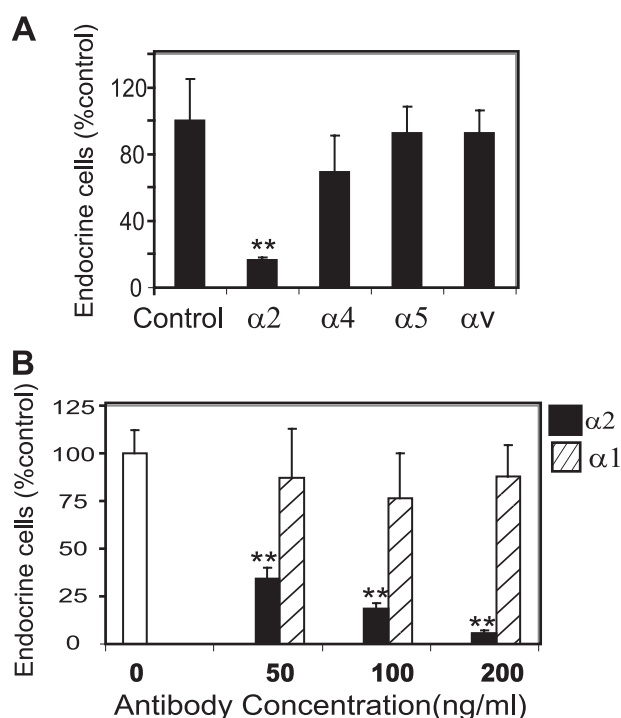 A
Endocrine cells (%control)
120
80
40
0
**
Control α2 α4 α5 αv
B
Endocrine cells (%control)
125
100
75
50
25
0
** ** **
α2
α1
0 50 100 200
Antibody Concentration(ng/ml)